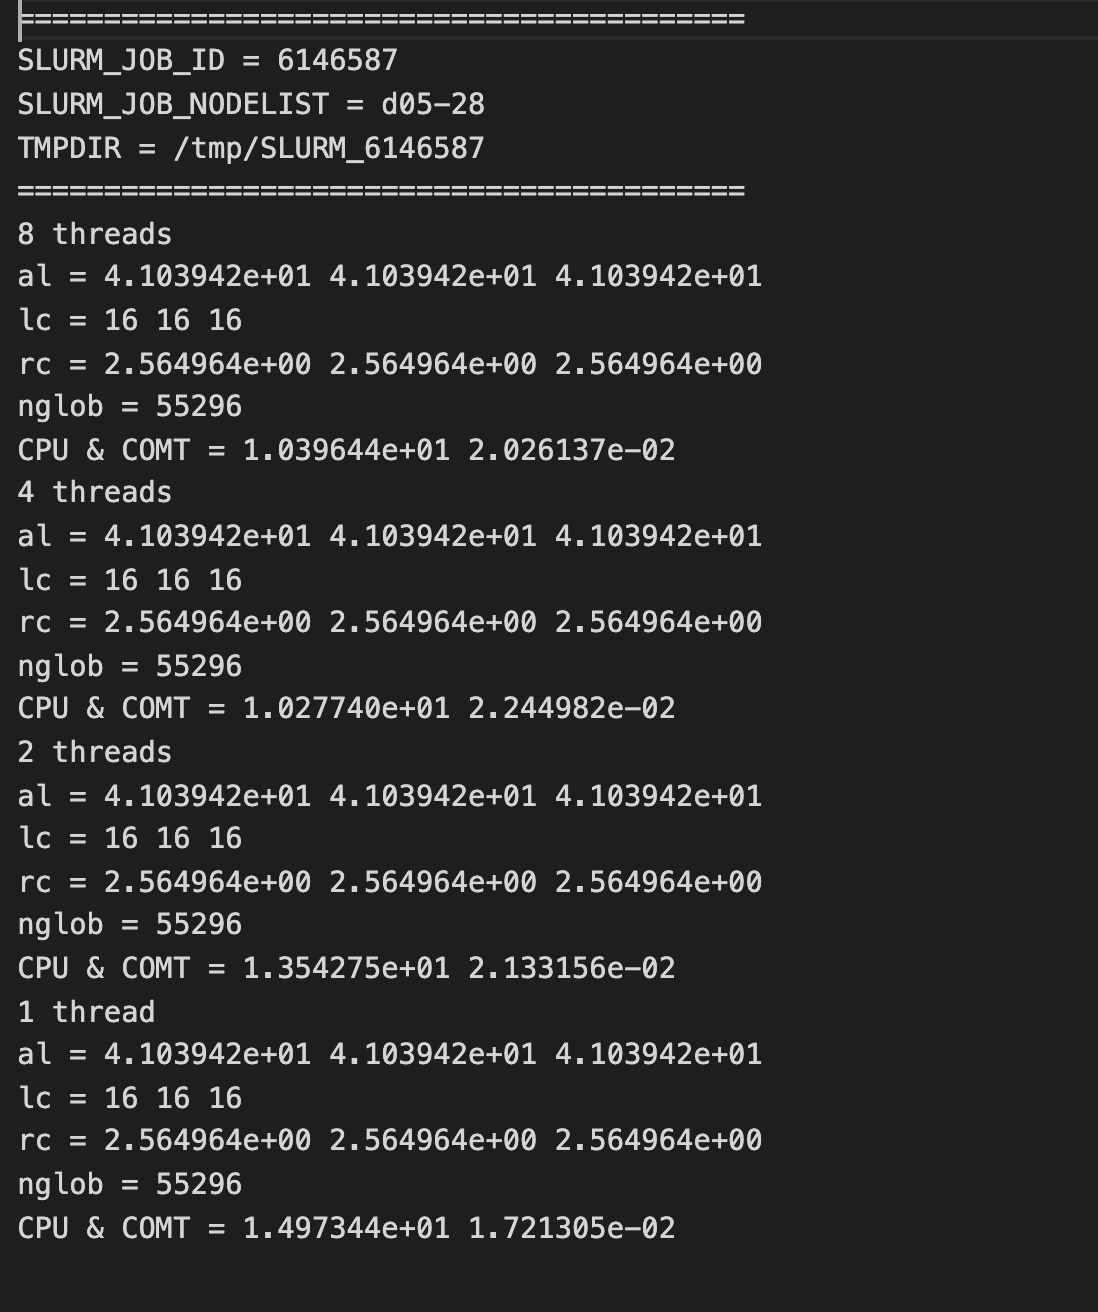 ==========================================
SLURM_JOB_ID = 6146587
SLURM_JOB_NODELIST = d05-28
TMPDIR = /tmp/SLURM_6146587
==========================================
8 threads
al = 4.103942e+01 4.103942e+01 4.103942e+01
lc = 16 16 16
rc = 2.564964e+00 2.564964e+00 2.564964e+00
nglob = 55296
CPU & COMT = 1.039644e+01 2.026137e-02
4 threads
al = 4.103942e+01 4.103942e+01 4.103942e+01
lc = 16 16 16
rc = 2.564964e+00 2.564964e+00 2.564964e+00
nglob = 55296
CPU & COMT = 1.027740e+01 2.244982e-02
2 threads
al = 4.103942e+01 4.103942e+01 4.103942e+01
lc = 16 16 16
rc = 2.564964e+00 2.564964e+00 2.564964e+00
nglob = 55296
CPU & COMT = 1.354275e+01 2.133156e-02
1 thread
al = 4.103942e+01 4.103942e+01 4.103942e+01
lc = 16 16 16
rc = 2.564964e+00 2.564964e+00 2.564964e+00
nglob = 55296
CPU & COMT = 1.497344e+01 1.721305e-02